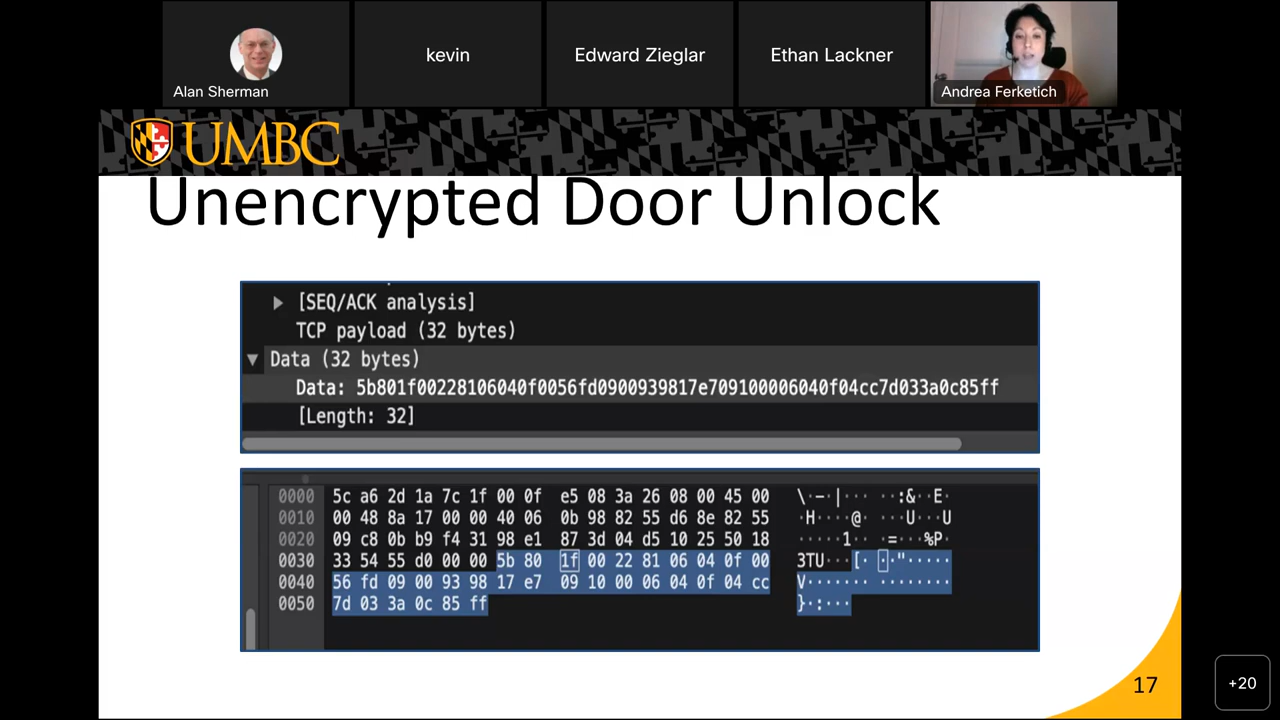 kevin
Edward Zieglar
Ethan Lackner
Alan Sherman
Andrea Ferketich
UMBC
Unencrypted Door Unlock
[SEQ/ACK analysis]
TCP payload (32 bytes)
Data (32 bytes)
Data: 5b801f00228106040f0056fd0900939817e709100006040f04cc7d033a0c85ff
[Length: 32]
0000 5c a6 2d 1a 7c 1f 00 0f e5 08 3a 26 08 00 45 00 \·-·|··· ··:&··E·
0010 00 48 8a 17 00 00 40 06 0b 98 82 55 d6 8e 82 55 ·H····@· ···U···U
0020 09 c8 0b b9 f4 31 98 e1 87 3d 04 d5 10 25 50 18 ·····1·· ·=···%P·
0030 33 54 55 d0 00 00 5b 80 1f 00 22 81 06 04 0f 00 3TU···[· ··"·····
0040 56 fd 09 00 93 98 17 e7 09 10 00 06 04 0f 04 cc V······· ········
0050 7d 03 3a 0c 85 ff }·:···
17
+20